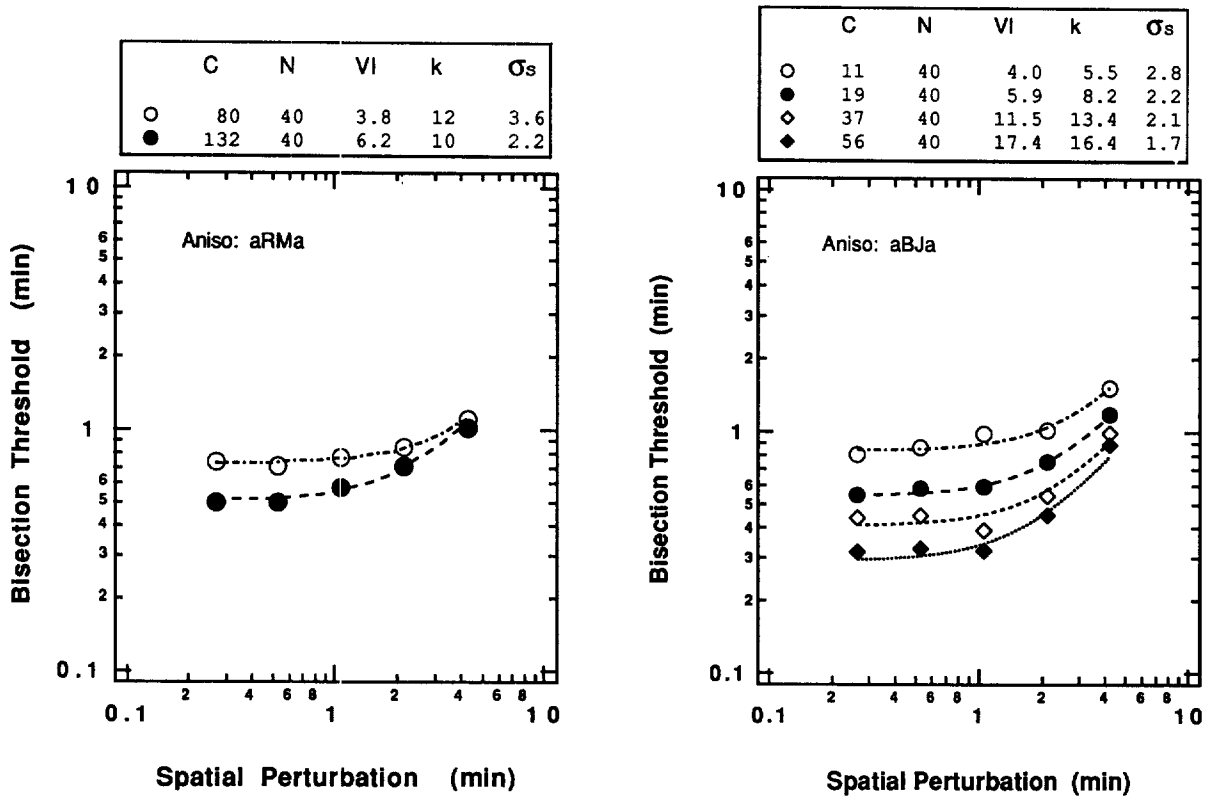 C N VI k σs
80 40 3.8 12 3.6
132 40 6.2 10 2.2
Aniso: aRMa
Bisection Threshold (min)
10
6
5
4
3
2
1
6
5
4
3
2
0.1
0.1 2 4 6 8 1 2 4 6 8 10
Spatial Perturbation (min)
C N VI k σs
11 40 4.0 5.5 2.8
19 40 5.9 8.2 2.2
37 40 11.5 13.4 2.1
56 40 17.4 16.4 1.7
Aniso: aBJa
Bisection Threshold (min)
10
6
5
4
3
2
1
6
5
4
3
2
0.1
0.1 2 4 6 8 1 2 4 6 8 10
Spatial Perturbation (min)